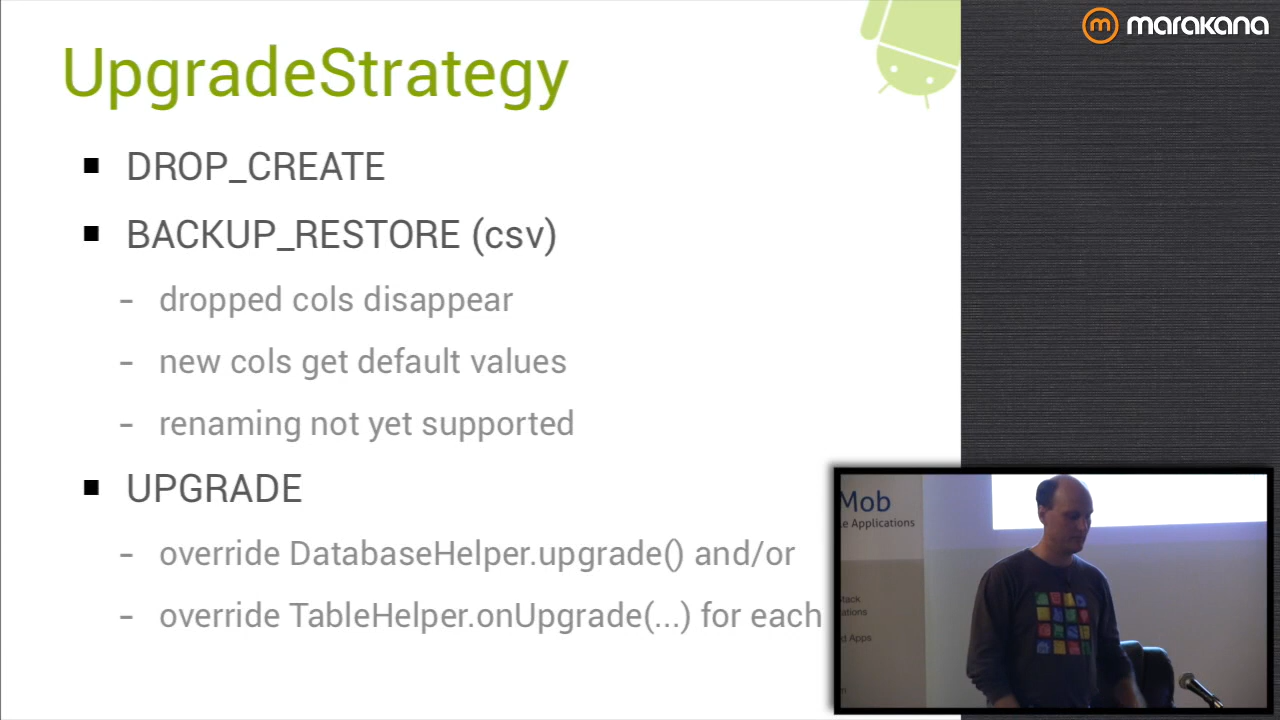 marakana
UpgradeStrategy
DROP_CREATE
BACKUP_RESTORE (csv)
- dropped cols disappear
- new cols get default values
- renaming not yet supported
UPGRADE
- override DatabaseHelper.upgrade() and/or
- override TableHelper.onUpgrade(...) for each
Mob
le Applications